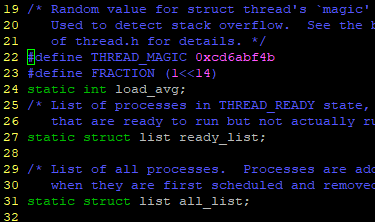 19 /* Random value for struct thread's `magic'
20    Used to detect stack overflow.  See the b
21    of thread.h for details. */
22 #define THREAD_MAGIC 0xcd6abf4b
23 #define FRACTION (1<<14)
24 static int load_avg;
25 /* List of processes in THREAD_READY state,
26    that are ready to run but not actually ru
27 static struct list ready_list;
28
29 /* List of all processes.  Processes are add
30    when they are first scheduled and removed
31 static struct list all_list;
32